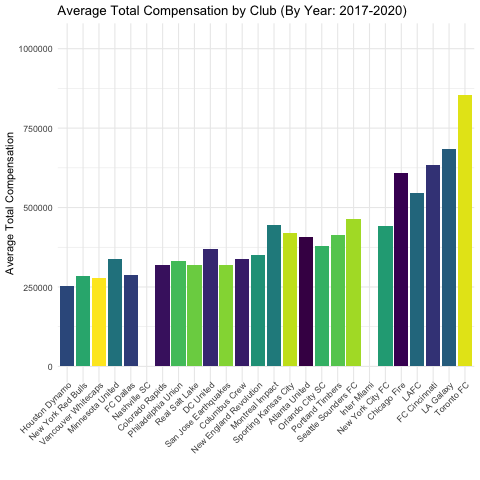 Average Total Compensation by Club (By Year: 2017-2020)
Average Total Compensation
1000000
750000
500000
250000
0
Houston Dynamo
New York Red Bulls
Vancouver Whitecaps
Minnesota United
FC Dallas
Nashville SC
Colorado Rapids
Philadelphia Union
Real Salt Lake
DC United
San Jose Earthquakes
Columbus Crew
New England Revolution
Montreal Impact
Sporting Kansas City
Atlanta United
Orlando City SC
Portland Timbers
Seattle Sounders FC
Inter Miami
New York City FC
Chicago Fire
LAFC
FC Cincinnati
LA Galaxy
Toronto FC